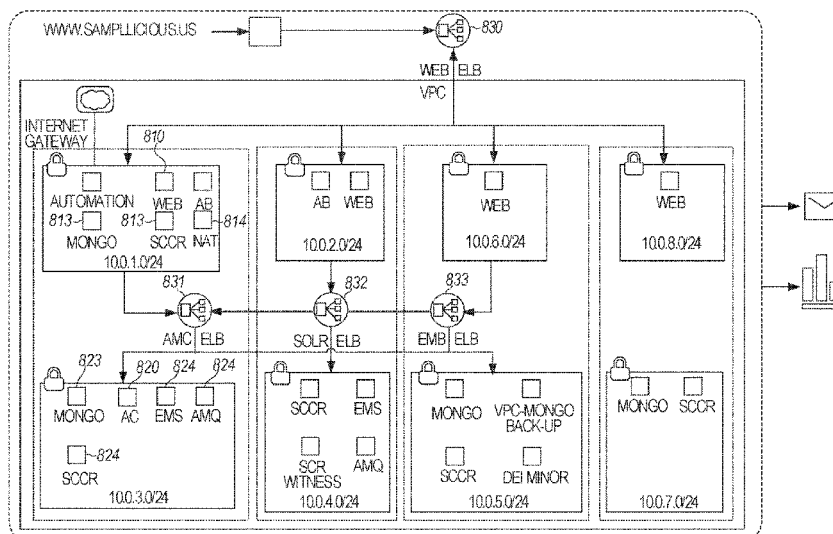 WWW.SAMPLLICIOUS.US
830
WEB ELB
VPC
INTERNET
GATEWAY
810
AUTOMATION WEB AB
813 813 814
MONGO SCCR NAT
10.0.1.0/24
AB WEB
10.0.2.0/24
WEB
10.0.6.0/24
WEB
10.0.8.0/24
831 832 833
AMC ELB SOLR ELB EMB ELB
823 820 824 824
MONGO AC EMS AMQ
824
SCCR
10.0.3.0/24
SCCR EMS
SCR
WITNESS AMQ
10.0.4.0/24
MONGO VPC-MONGO
BACK-UP
SCCR DEI MINOR
10.0.5.0/24
MONGO SCCR
10.0.7.0/24